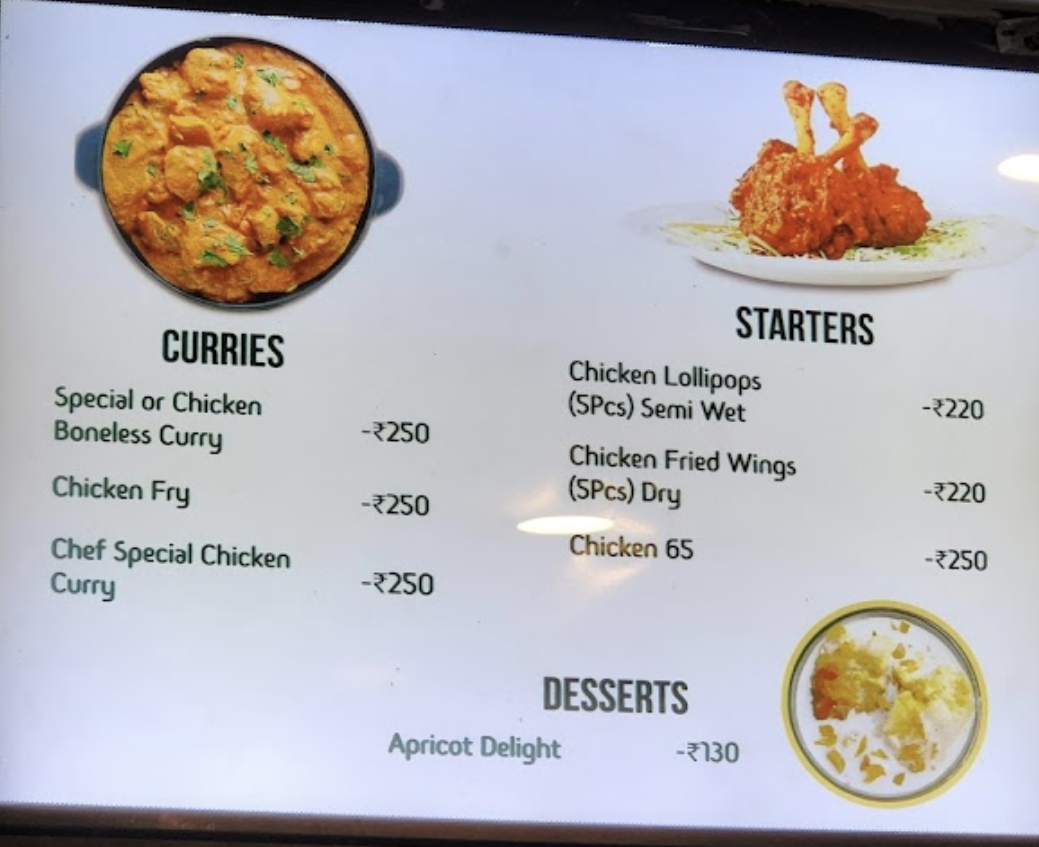 CURRIES
Special or Chicken
Boneless Curry -₹250
Chicken Fry -₹250
Chef Special Chicken
Curry -₹250
STARTERS
Chicken Lollipops
(5Pcs) Semi Wet -₹220
Chicken Fried Wings
(5Pcs) Dry -₹220
Chicken 65 -₹250
DESSERTS
Apricot Delight -₹130